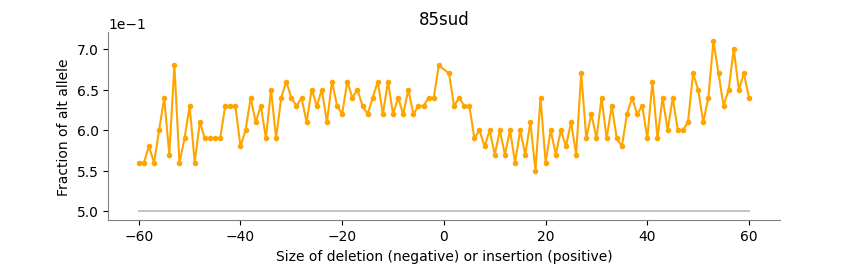 85sud
1e−1
7.0
6.5
6.0
5.5
5.0
Fraction of alt allele
−60 −40 −20 0 20 40 60
Size of deletion (negative) or insertion (positive)